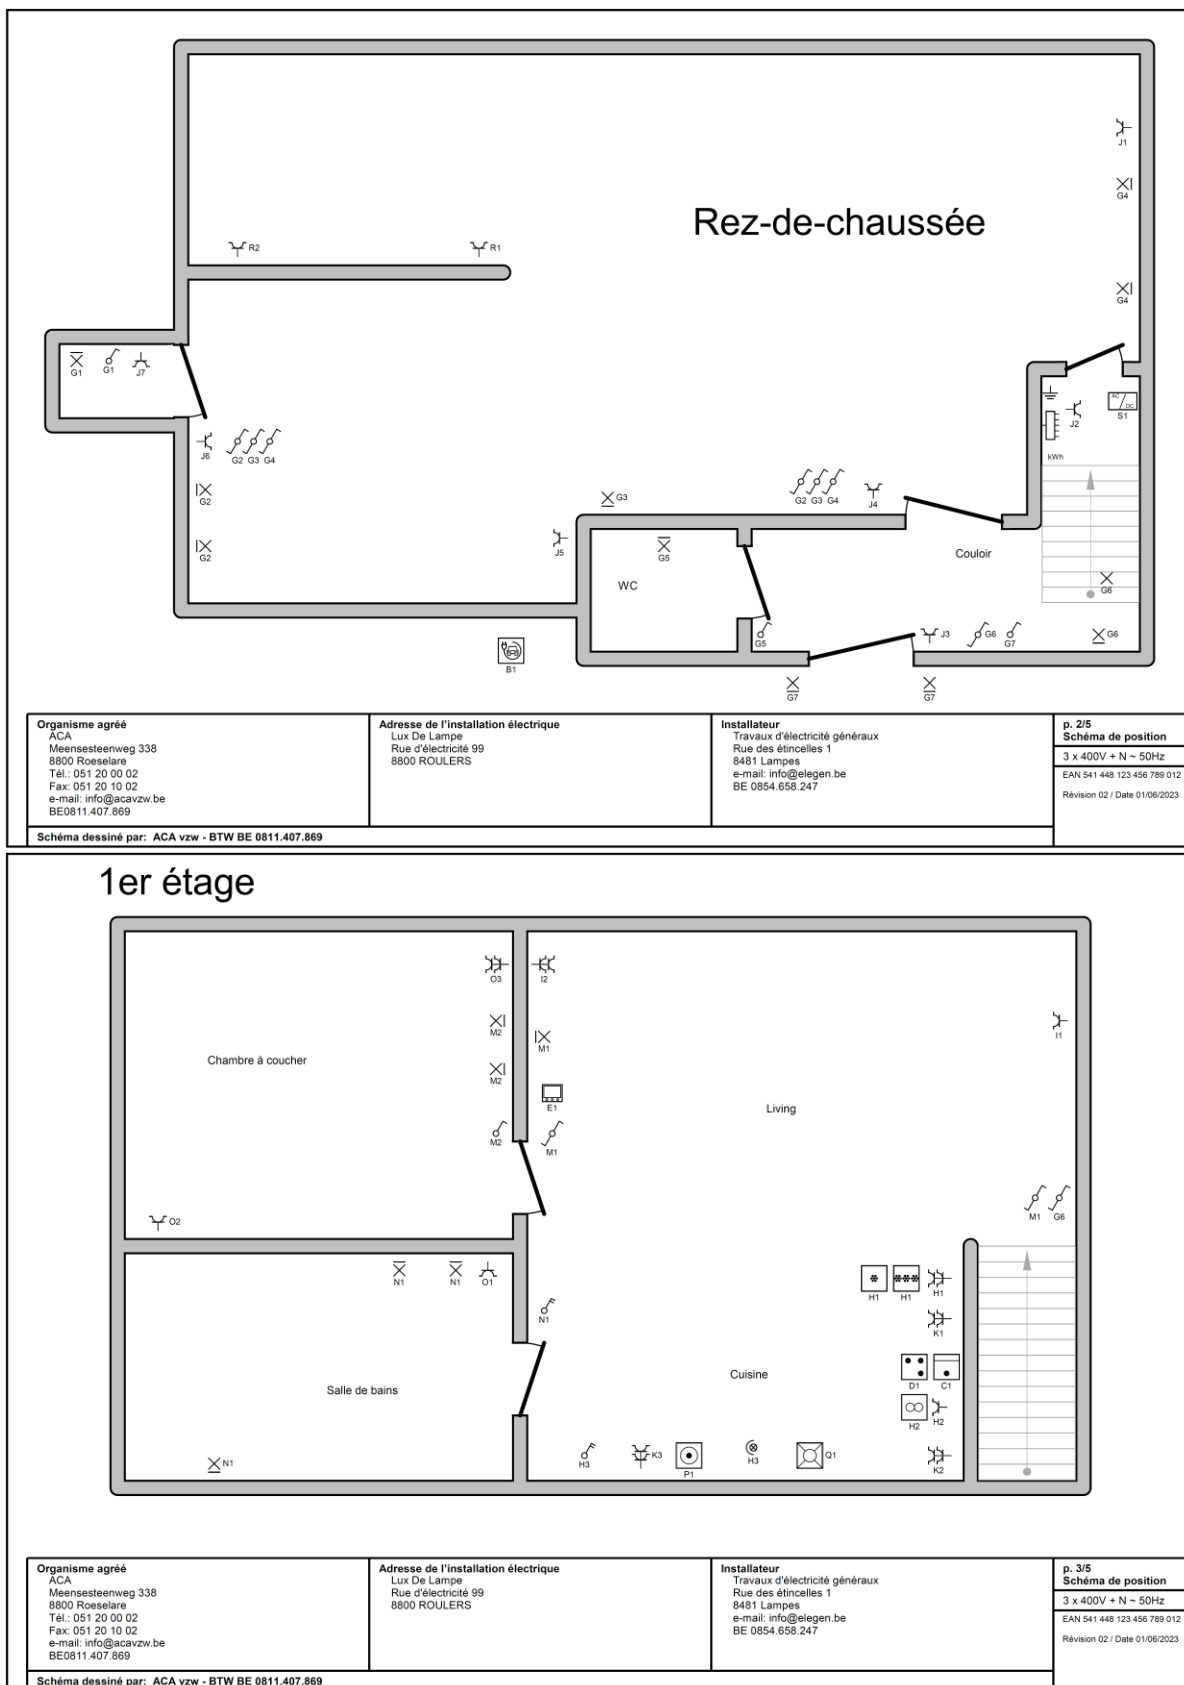 Rez-de-chaussée
J1
G4
G4
R2
R1
G1
G1
J7
AC
DC
S1
J2
kWh
J6
G2
G3
G4
G2
G2
G3
G2
G3
G4
J4
J5
G5
WC
Couloir
G6
G5
J3
G6
G7
G6
B1
G7
G7
Organisme agréé
ACA
Meensesteenweg 338
8800 Roeselare
Tél.: 051 20 00 02
Fax: 051 20 10 02
e-mail: info@acavzw.be
BE0811.407.869
Adresse de l'installation électrique
Lux De Lampe
Rue d'électricité 99
8800 ROULERS
Installateur
Travaux d'électricité généraux
Rue des étincelles 1
8481 Lampes
e-mail: info@elegen.be
BE 0854.658.247
p. 2/5
Schéma de position
3 x 400V + N ~ 50Hz
EAN 541 448 123 456 789 012
Révision 02 / Date 01/06/2023
Schéma dessiné par: ACA vzw - BTW BE 0811.407.869
1er étage
O3
I2
I1
M2
M1
Chambre à coucher
M2
E1
Living
M2
M1
M1
G6
O2
N1
N1
O1
H1
H1
H1
N1
K1
Cuisine
D1
C1
Salle de bains
H2
H2
N1
H3
K3
P1
H3
Q1
K2
Organisme agréé
ACA
Meensesteenweg 338
8800 Roeselare
Tél.: 051 20 00 02
Fax: 051 20 10 02
e-mail: info@acavzw.be
BE0811.407.869
Adresse de l'installation électrique
Lux De Lampe
Rue d'électricité 99
8800 ROULERS
Installateur
Travaux d'électricité généraux
Rue des étincelles 1
8481 Lampes
e-mail: info@elegen.be
BE 0854.658.247
p. 3/5
Schéma de position
3 x 400V + N ~ 50Hz
EAN 541 448 123 456 789 012
Révision 02 / Date 01/06/2023
Schéma dessiné par: ACA vzw - BTW BE 0811.407.869